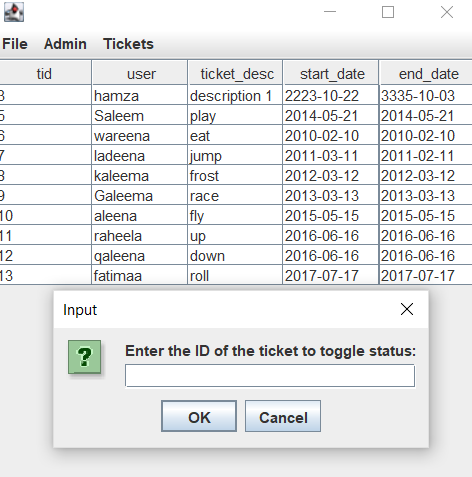 File Admin Tickets
tid user ticket_desc start_date end_date
3 hamza description 1 2223-10-22 3335-10-03
5 Saleem play 2014-05-21 2014-05-21
6 wareena eat 2010-02-10 2010-02-10
7 ladeena jump 2011-03-11 2011-02-11
8 kaleema frost 2012-03-12 2012-03-12
9 Galeema race 2013-03-13 2013-03-13
10 aleena fly 2015-05-15 2015-05-15
11 raheela up 2016-06-16 2016-06-16
12 qaleena down 2016-06-16 2016-06-16
13 fatimaa roll 2017-07-17 2017-07-17
Input
Enter the ID of the ticket to toggle status:
OK Cancel